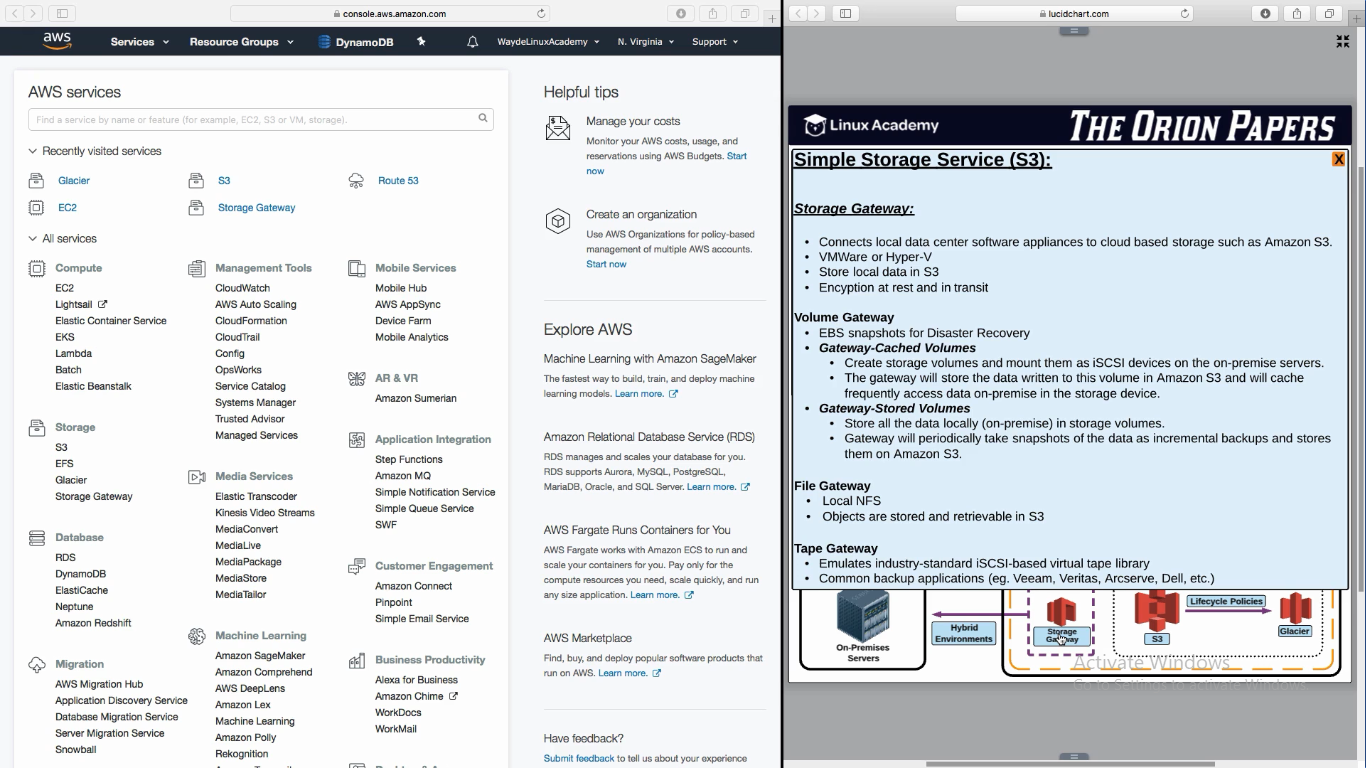 console.aws.amazon.com
aws
Services
Resource Groups
DynamoDB
WaydeLinuxAcademy
N. Virginia
Support
AWS services
Find a service by name or feature (for example, EC2, S3 or VM, storage).
Recently visited services
Glacier
S3
Route 53
EC2
Storage Gateway
All services
Compute
EC2
Lightsail
Elastic Container Service
EKS
Lambda
Batch
Elastic Beanstalk
Storage
S3
EFS
Glacier
Storage Gateway
Database
RDS
DynamoDB
ElastiCache
Neptune
Amazon Redshift
Migration
AWS Migration Hub
Application Discovery Service
Database Migration Service
Server Migration Service
Snowball
Management Tools
CloudWatch
AWS Auto Scaling
CloudFormation
CloudTrail
Config
OpsWorks
Service Catalog
Systems Manager
Trusted Advisor
Managed Services
Media Services
Elastic Transcoder
Kinesis Video Streams
MediaConvert
MediaLive
MediaPackage
MediaStore
MediaTailor
Machine Learning
Amazon SageMaker
Amazon Comprehend
AWS DeepLens
Amazon Lex
Machine Learning
Amazon Polly
Rekognition
Mobile Services
Mobile Hub
AWS AppSync
Device Farm
Mobile Analytics
AR & VR
Amazon Sumerian
Application Integration
Step Functions
Amazon MQ
Simple Notification Service
Simple Queue Service
SWF
Customer Engagement
Amazon Connect
Pinpoint
Simple Email Service
Business Productivity
Alexa for Business
Amazon Chime
WorkDocs
WorkMail
Helpful tips
Manage your costs
Monitor your AWS costs, usage, and
reservations using AWS Budgets. Start
now
Create an organization
Use AWS Organizations for policy-based
management of multiple AWS accounts.
Start now
Explore AWS
Machine Learning with Amazon SageMaker
The fastest way to build, train, and deploy machine
learning models. Learn more.
Amazon Relational Database Service (RDS)
RDS manages and scales your database for you.
RDS supports Aurora, MySQL, PostgreSQL,
MariaDB, Oracle, and SQL Server. Learn more.
AWS Fargate Runs Containers for You
AWS Fargate works with Amazon ECS to run and
scale your containers for you. Pay only for the
compute resources you need, scale quickly, and run
any size application. Learn more.
AWS Marketplace
Find, buy, and deploy popular software products that
run on AWS. Learn more.
Have feedback?
Submit feedback to tell us about your experience
lucidchart.com
Linux Academy
THE ORION PAPERS
Simple Storage Service (S3):
X
Storage Gateway:
• Connects local data center software appliances to cloud based storage such as Amazon S3.
• VMWare or Hyper-V
• Store local data in S3
• Encyption at rest and in transit
Volume Gateway
• EBS snapshots for Disaster Recovery
• Gateway-Cached Volumes
• Create storage volumes and mount them as iSCSI devices on the on-premise servers.
• The gateway will store the data written to this volume in Amazon S3 and will cache
frequently access data on-premise in the storage device.
• Gateway-Stored Volumes
• Store all the data locally (on-premise) in storage volumes.
• Gateway will periodically take snapshots of the data as incremental backups and stores
them on Amazon S3.
File Gateway
• Local NFS
• Objects are stored and retrievable in S3
Tape Gateway
• Emulates industry-standard iSCSI-based virtual tape library
• Common backup applications (eg. Veeam, Veritas, Arcserve, Dell, etc.)
On-Premises
Servers
Hybrid
Environments
Storage
Gateway
S3
Lifecycle Policies
Glacier
Activate Windows
Go to Settings to activate Windows.